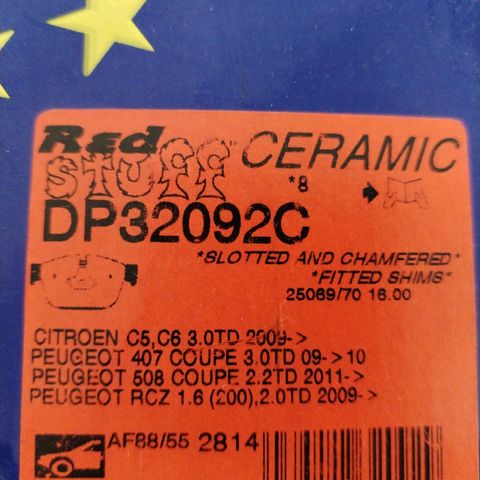 Red STUFF™ CERAMIC
*8
DP32092C
*SLOTTED AND CHAMFERED*
*FITTED SHIMS*
25069/70 16.00
CITROEN C5,C6 3.0TD 2009->
PEUGEOT 407 COUPE 3.0TD 09->10
PEUGEOT 508 COUPE 2.2TD 2011->
PEUGEOT RCZ 1.6 (200),2.0TD 2009->
AF88/55 2814